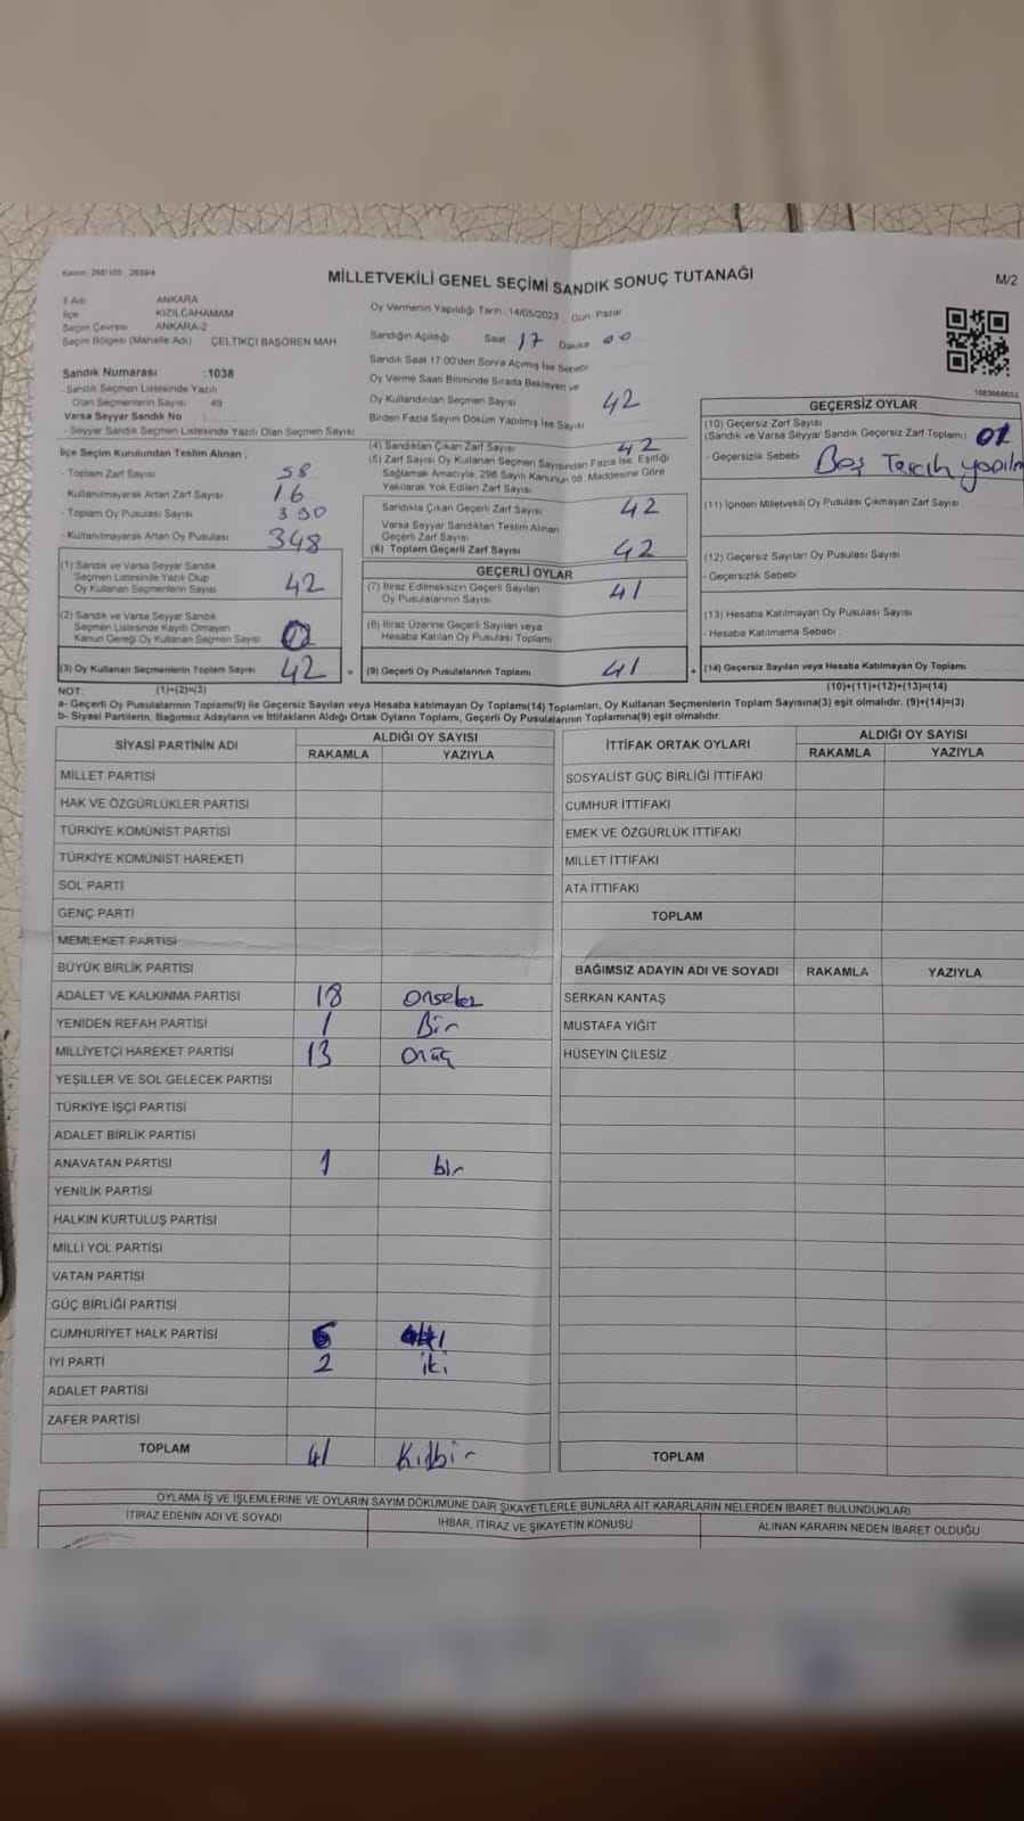 MİLLETVEKİLİ GENEL SEÇİMİ SANDIK SONUÇ TUTANAĞI
M/2
İl Adı ANKARA
İlçe KIZILCAHAMAM
Seçim Çevresi ANKARA-2
Seçim Bölgesi (Mahalle Adı) ÇELTİKÇİ BAŞÖREN MAH
Sandık Numarası :1038
Sandık Seçmen Listesinde Yazılı
Olan Seçmenlerin Sayısı 49
Varsa Seyyar Sandık No
- Seyyar Sandık Seçmen Listesinde Yazılı Olan Seçmen Sayısı
İlçe Seçim Kurulundan Teslim Alınan ;
- Toplam Zarf Sayısı 58
- Kullanılmayarak Artan Zarf Sayısı 16
- Toplam Oy Pusulası Sayısı 390
- Kullanılmayarak Artan Oy Pusulası 348
(1) Sandık ve Varsa Seyyar Sandık
Seçmen Listesinde Yazılı Olup
Oy Kullanan Seçmenlerin Sayısı 42
(2) Sandık ve Varsa Seyyar Sandık
Seçmen Listesinde Kayıtlı Olmayan
Kanun Gereği Oy Kullanan Seçmen Sayısı
(3) Oy Kullanan Seçmenlerin Toplam Sayısı 42
Oy Vermenin Yapıldığı Tarih : 14/05/2023 Gün: Pazar
Sandığın Açılışı Saat 17 Dakika 00
Sandık Saat 17:00'den Sonra Açılmış İse Sebebi
Oy Verme Saati Bitiminde Sırada Bekleyen ve
Oy Kullandırılan Seçmen Sayısı 42
Birden Fazla Sayım Döküm Yapılmış İse Sayısı
(4) Sandıktan Çıkan Zarf Sayısı 42
(5) Zarf Sayısı Oy Kullanan Seçmen Sayısından Fazla İse, Eşitliği
Sağlamak Amacıyla, 298 Sayılı Kanunun 98. Maddesine Göre
Yakılarak Yok Edilen Zarf Sayısı
Sandıkta Çıkan Geçerli Zarf Sayısı 42
Varsa Seyyar Sandıktan Teslim Alınan
Geçerli Zarf Sayısı
(6) Toplam Geçerli Zarf Sayısı 42
GEÇERLİ OYLAR
(7) İtiraz Edilmeksizin Geçerli Sayılan
Oy Pusulalarının Sayısı 41
(8) İtiraz Üzerine Geçerli Sayılan veya
Hesaba Katılan Oy Pusulası Toplamı
(9) Geçerli Oy Pusulalarının Toplamı 41
GEÇERSİZ OYLAR
(10) Geçersiz Zarf Sayısı
(Sandık ve Varsa Seyyar Sandık Geçersiz Zarf Toplamı) 01
- Geçersizlik Sebebi Boş Tercih yapılm
(11) İçinden Milletvekili Oy Pusulası Çıkmayan Zarf Sayısı
(12) Geçersiz Sayılan Oy Pusulası Sayısı
- Geçersizlik Sebebi
(13) Hesaba Katılmayan Oy Pusulası Sayısı
- Hesaba Katılmama Sebebi
(14) Geçersiz Sayılan veya Hesaba Katılmayan Oy Toplamı
NOT: (1)+(2)=(3)
(10)+(11)+(12)+(13)=(14)
a- Geçerli Oy Pusulalarının Toplamı(9) ile Geçersiz Sayılan veya Hesaba katılmayan Oy Toplamı(14) Toplamları, Oy Kullanan Seçmenlerin Toplam Sayısına(3) eşit olmalıdır. (9)+(14)=(3)
b- Siyasi Partilerin, Bağımsız Adayların ve İttifakların Aldığı Ortak Oyların Toplamı, Geçerli Oy Pusulalarının Toplamına(9) eşit olmalıdır.
SİYASİ PARTİNİN ADI ALDIĞI OY SAYISI
RAKAMLA YAZIYLA
MİLLET PARTİSİ
HAK VE ÖZGÜRLÜKLER PARTİSİ
TÜRKİYE KOMÜNİST PARTİSİ
TÜRKİYE KOMÜNİST HAREKETİ
SOL PARTİ
GENÇ PARTİ
MEMLEKET PARTİSİ
BÜYÜK BİRLİK PARTİSİ
ADALET VE KALKINMA PARTİSİ 18 onsekiz
YENİDEN REFAH PARTİSİ 1 Bir
MİLLİYETÇİ HAREKET PARTİSİ 13 onüç
YEŞİLLER VE SOL GELECEK PARTİSİ
TÜRKİYE İŞÇİ PARTİSİ
ADALET BİRLİK PARTİSİ
ANAVATAN PARTİSİ 1 bir
YENİLİK PARTİSİ
HALKIN KURTULUŞ PARTİSİ
MİLLİ YOL PARTİSİ
VATAN PARTİSİ
GÜÇ BİRLİĞİ PARTİSİ
CUMHURİYET HALK PARTİSİ 6 altı
İYİ PARTİ 2 iki
ADALET PARTİSİ
ZAFER PARTİSİ
TOPLAM 41 Kırkbir
İTTİFAK ORTAK OYLARI ALDIĞI OY SAYISI
RAKAMLA YAZIYLA
SOSYALİST GÜÇ BİRLİĞİ İTTİFAKI
CUMHUR İTTİFAKI
EMEK VE ÖZGÜRLÜK İTTİFAKI
MİLLET İTTİFAKI
ATA İTTİFAKI
TOPLAM
BAĞIMSIZ ADAYIN ADI VE SOYADI RAKAMLA YAZIYLA
SERKAN KANTAŞ
MUSTAFA YİĞİT
HÜSEYİN ÇİLESİZ
TOPLAM
OYLAMA İŞ VE İŞLEMLERİNE VE OYLARIN SAYIM DÖKÜMÜNE DAİR ŞİKAYETLERLE BUNLARA AİT KARARLARIN NELERDEN İBARET BULUNDUKLARI
İTİRAZ EDENİN ADI VE SOYADI İHBAR, İTİRAZ VE ŞİKAYETİN KONUSU ALINAN KARARIN NEDEN İBARET OLDUĞU